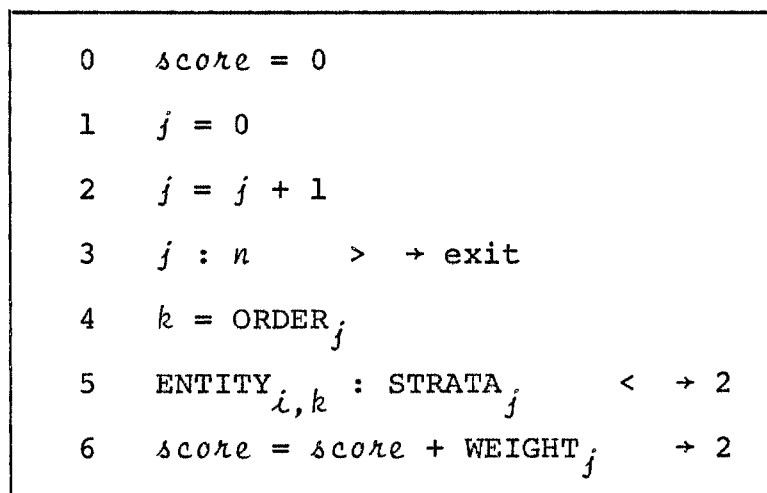 0 score = 0
1 j = 0
2 j = j + 1
3 j : n > → exit
4 k = ORDER_j
5 ENTITY_i,k : STRATA_j < → 2
6 score = score + WEIGHT_j → 2